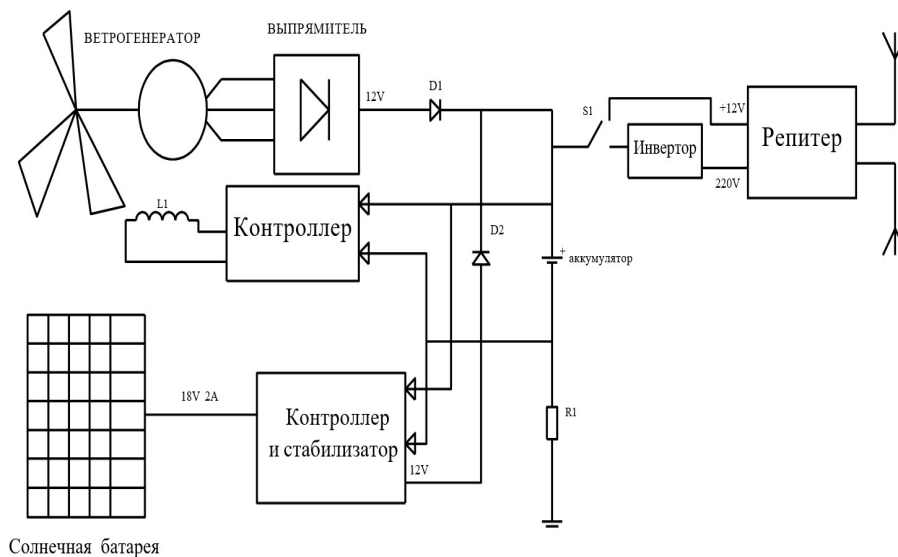 ВЕТРОГЕНЕРАТОР
ВЫПРЯМИТЕЛЬ
12V
D1
S1
+12V
Инвертор
220V
Репитер
L1
Контроллер
D2
+
аккумулятор
18V 2A
Контроллер
и стабилизатор
12V
R1
Солнечная батарея